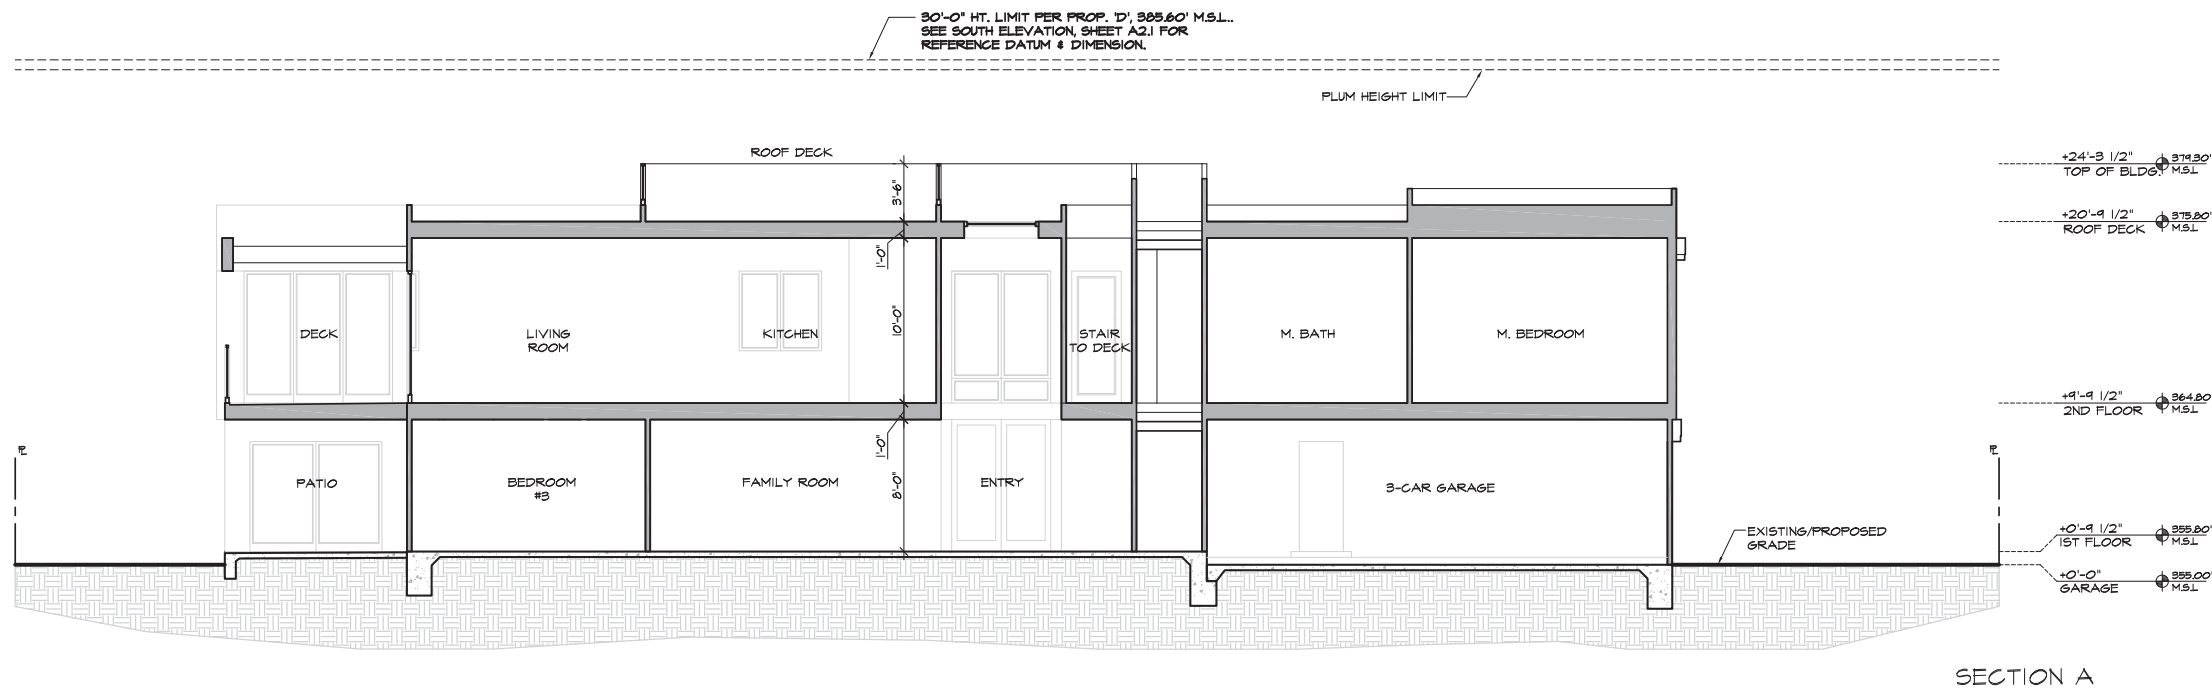 30'-0" HT. LIMIT PER PROP. 'D', 385.60' M.S.L..
SEE SOUTH ELEVATION, SHEET A2.1 FOR
REFERENCE DATUM & DIMENSION.
PLUM HEIGHT LIMIT
ROOF DECK
3'-6"
1'-0"
10'-0"
1'-0"
8'-0"
+24'-3 1/2"
TOP OF BLDG.
379.30'
M.S.L
+20'-9 1/2"
ROOF DECK
375.80'
M.S.L
DECK
LIVING
ROOM
KITCHEN
STAIR
TO DECK
M. BATH
M. BEDROOM
+9'-9 1/2"
2ND FLOOR
364.80'
M.S.L
PL
PATIO
BEDROOM
#3
FAMILY ROOM
ENTRY
3-CAR GARAGE
PL
EXISTING/PROPOSED
GRADE
+0'-9 1/2"
1ST FLOOR
355.80'
M.S.L
+0'-0"
GARAGE
355.00'
M.S.L
SECTION A